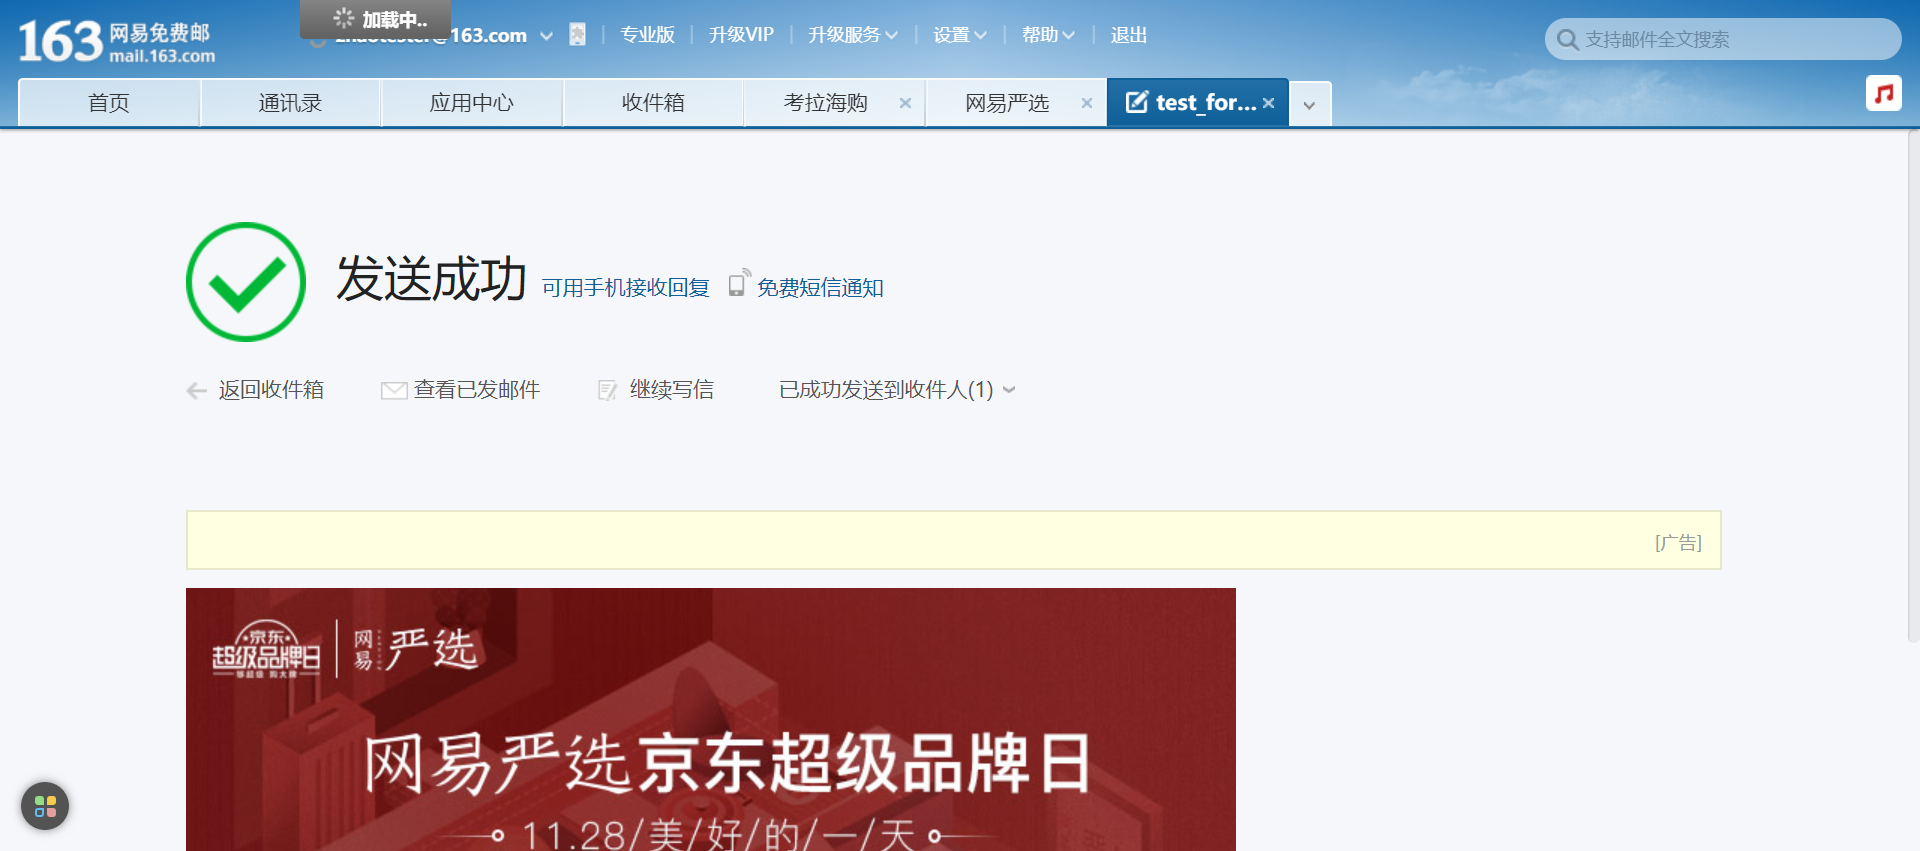 163 网易免费邮
mail.163.com
加载中..
@163.com
专业版
升级VIP
升级服务
设置
帮助
退出
支持邮件全文搜索
首页
通讯录
应用中心
收件箱
考拉海购
网易严选
test_for...
发送成功 可用手机接收回复 免费短信通知
返回收件箱
查看已发邮件
继续写信
已成功发送到收件人(1)
[广告]
京东
超级品牌日
够超级 购大牌
网易 严选
网易严选京东超级品牌日
11.28/美/好/的/一/天